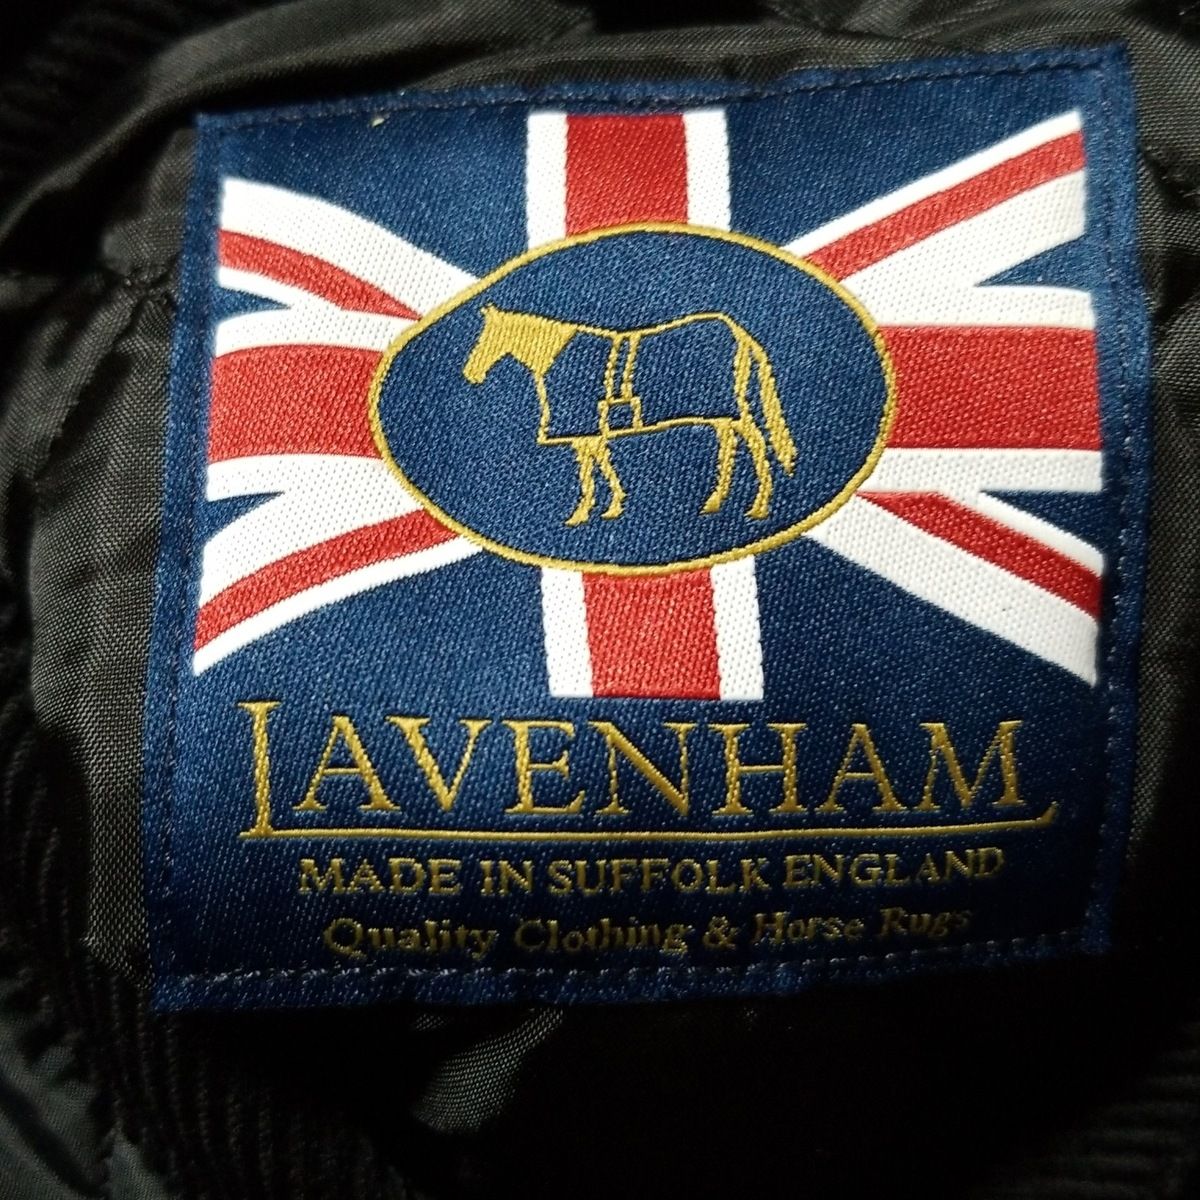 LAVENHAM
MADE IN SUFFOLK ENGLAND
Quality Clothing & Horse Rugs